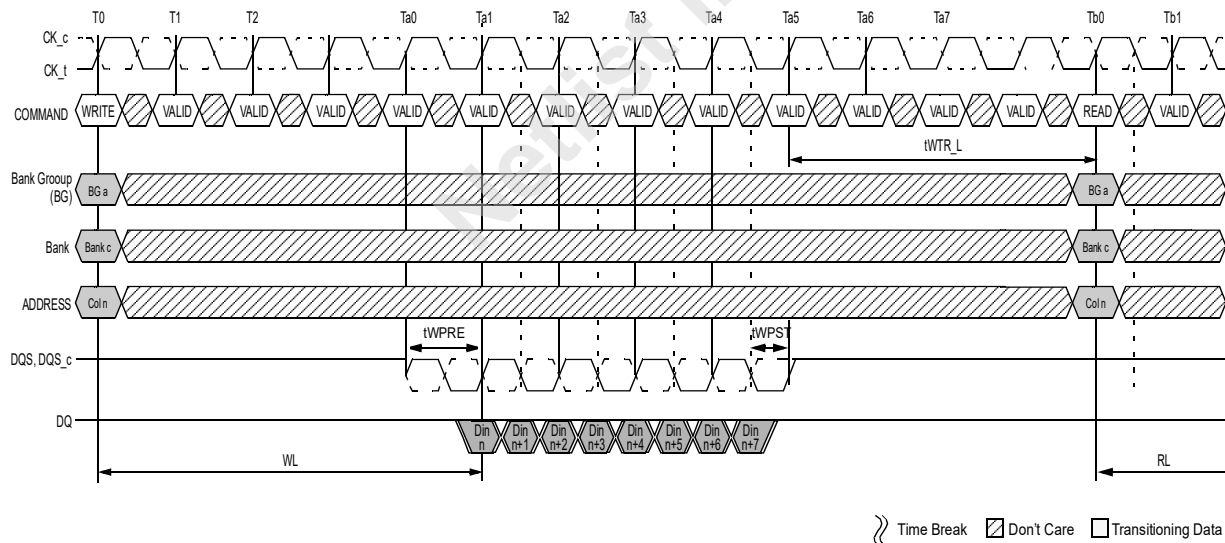 T0 T1 T2 Ta0 Ta1 Ta2 Ta3 Ta4 Ta5 Ta6 Ta7 Tb0 Tb1
CK_c
CK_t
COMMAND WRITE VALID VALID VALID VALID VALID VALID VALID VALID VALID VALID VALID VALID READ VALID
tWTR_L
Bank Grooup
(BG) BG a BG a
Bank Bank c Bank c
ADDRESS Col n Col n
tWPRE tWPST
DQS, DQS_c
DQ Din n Din n+1 Din n+2 Din n+3 Din n+4 Din n+5 Din n+6 Din n+7
WL RL
Time Break Don't Care Transitioning Data
Netlist